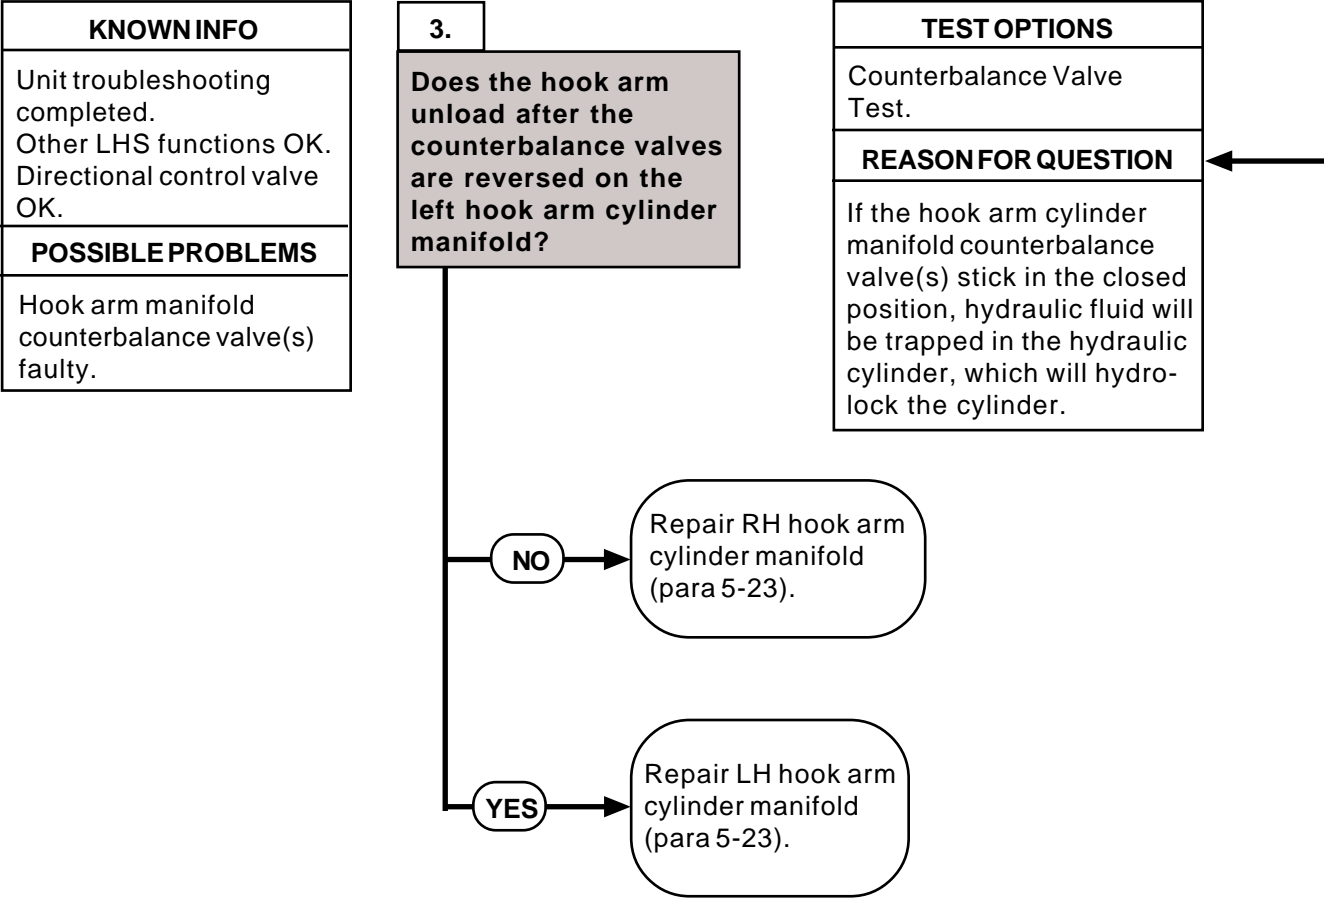 KNOWN INFO
Unit troubleshooting
completed.
Other LHS functions OK.
Directional control valve
OK.
POSSIBLE PROBLEMS
Hook arm manifold
counterbalance valve(s)
faulty.
3.
Does the hook arm
unload after the
counterbalance valves
are reversed on the
left hook arm cylinder
manifold?
TEST OPTIONS
Counterbalance Valve
Test.
REASON FOR QUESTION
If the hook arm cylinder
manifold counterbalance
valve(s) stick in the closed
position, hydraulic fluid will
be trapped in the hydraulic
cylinder, which will hydro-
lock the cylinder.
NO
Repair RH hook arm
cylinder manifold
(para 5-23).
YES
Repair LH hook arm
cylinder manifold
(para 5-23).